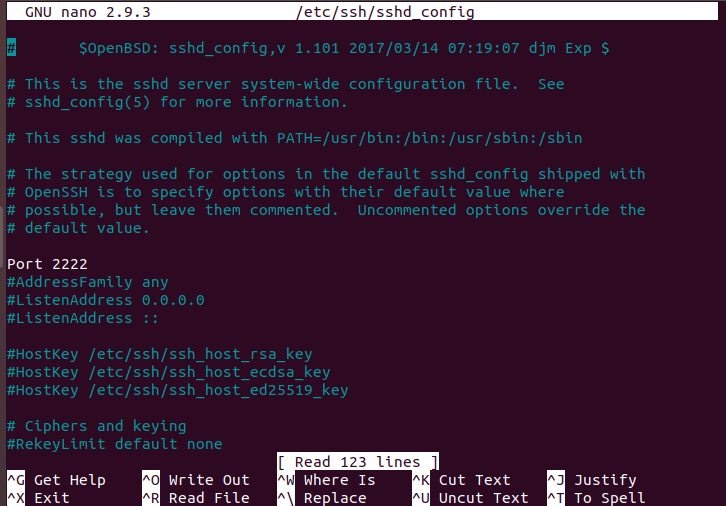 GNU nano 2.9.3 /etc/ssh/sshd_config
# $OpenBSD: sshd_config,v 1.101 2017/03/14 07:19:07 djm Exp $
# This is the sshd server system-wide configuration file. See
# sshd_config(5) for more information.
# This sshd was compiled with PATH=/usr/bin:/bin:/usr/sbin:/sbin
# The strategy used for options in the default sshd_config shipped with
# OpenSSH is to specify options with their default value where
# possible, but leave them commented. Uncommented options override the
# default value.
Port 2222
#AddressFamily any
#ListenAddress 0.0.0.0
#ListenAddress ::
#HostKey /etc/ssh/ssh_host_rsa_key
#HostKey /etc/ssh/ssh_host_ecdsa_key
#HostKey /etc/ssh/ssh_host_ed25519_key
# Ciphers and keying
#RekeyLimit default none
[ Read 123 lines ]
^G Get Help ^O Write Out ^W Where Is ^K Cut Text ^J Justify
^X Exit ^R Read File ^\ Replace ^U Uncut Text ^T To Spell